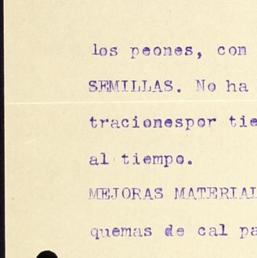 los peones, con
SEMILLAS. No ha
tracionespor tie
al tiempo.
MEJORAS MATERIAL
quemas de cal pa